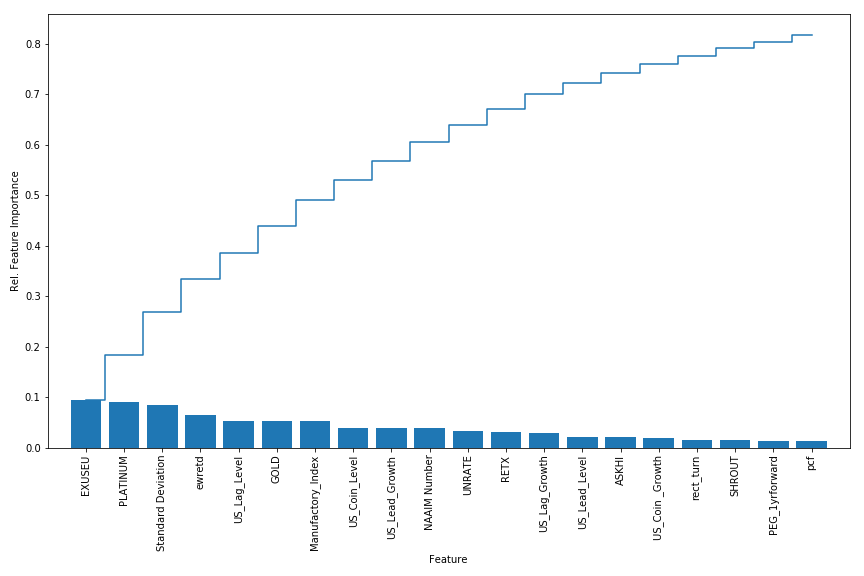 0.8
0.7
0.6
0.5
0.4
0.3
0.2
0.1
0.0
Rel. Feature Importance
EXUSEU
PLATINUM
Standard Deviation
ewretd
US_Lag_Level
GOLD
Manufactory_Index
US_Coin_Level
US_Lead_Growth
NAAIM Number
UNRATE
RETX
US_Lag_Growth
US_Lead_Level
ASKHI
US_Coin _Growth
rect_turn
SHROUT
PEG_1yrforward
pcf
Feature